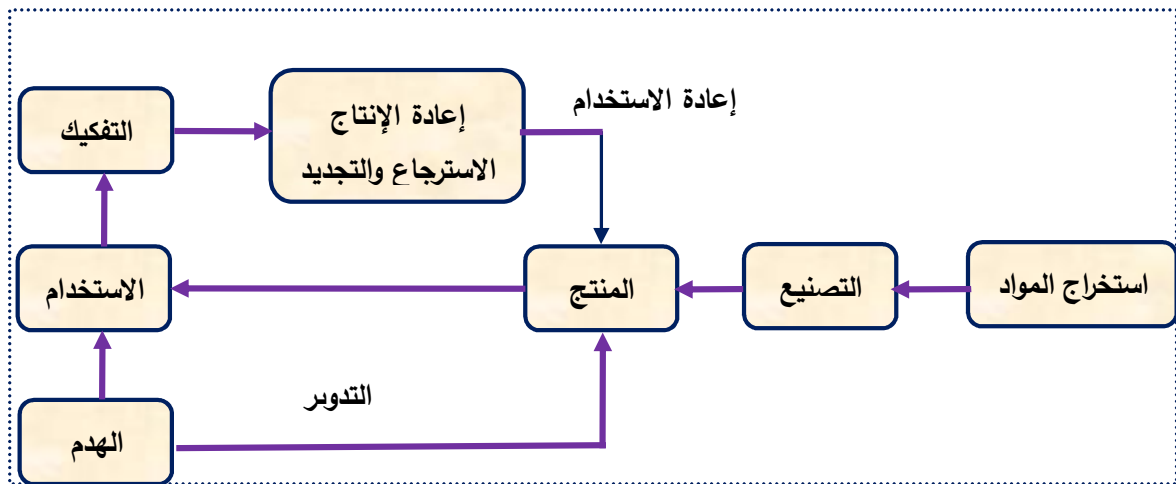 إعادة الاستخدام
إعادة الإنتاج
الاسترجاع والتجديد
التفكيك
استخراج المواد
التصنيع
المنتج
الاستخدام
التدوير
الهدم